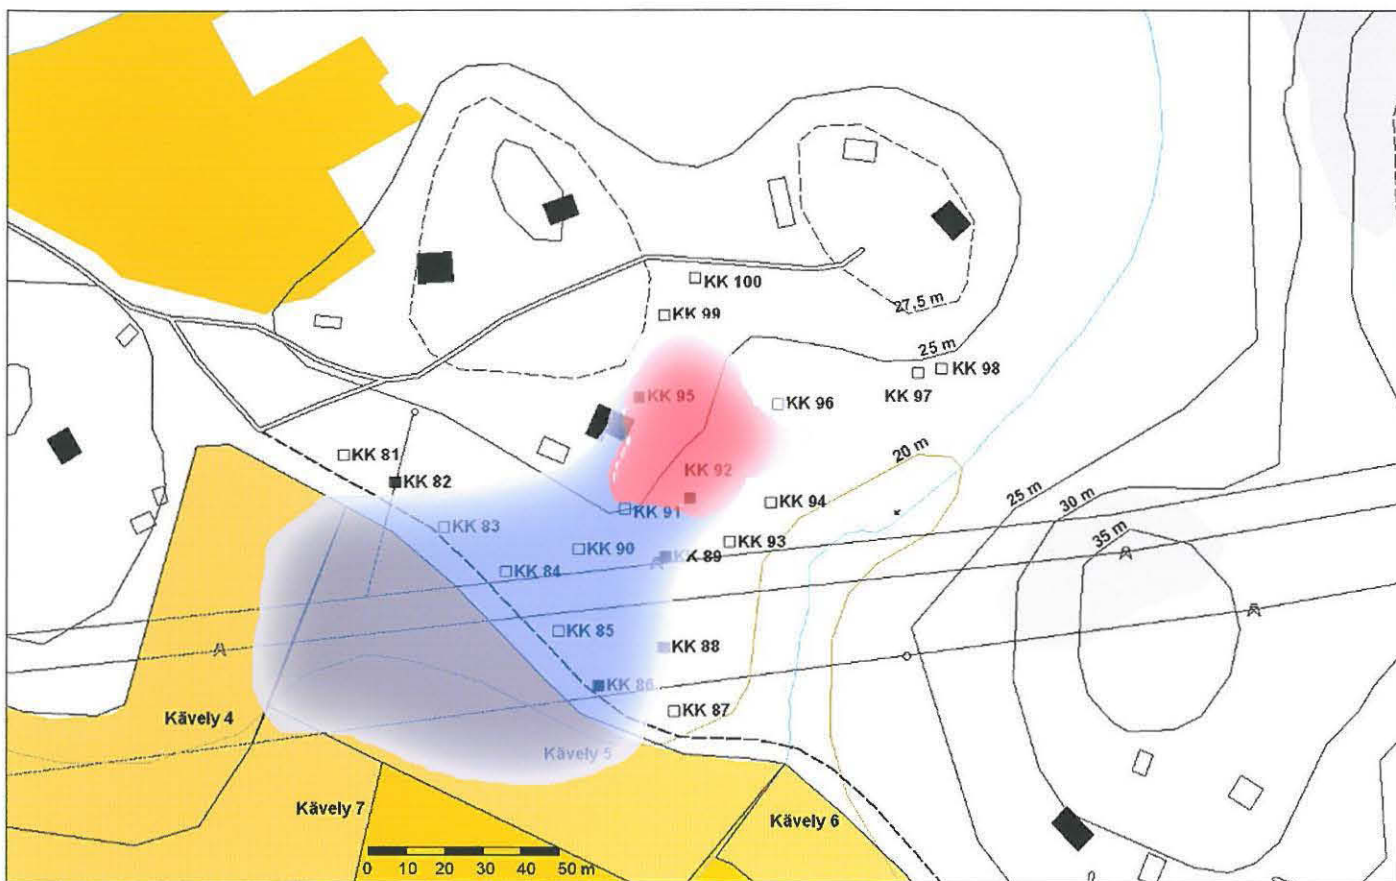 KK 100
KK 99
27,5 m
25 m
KK 98
KK 97
KK 95
KK 96
KK 81
20 m
KK 92
KK 82
25 m
30 m
KK 94
KK 91
KK 83
35 m
KK 93
KK 90
KK 89
KK 84
KK 85
KK 88
KK 86
KK 87
Kävely 4
Kävely 5
Kävely 7
Kävely 6
0 10 20 30 40 50 m